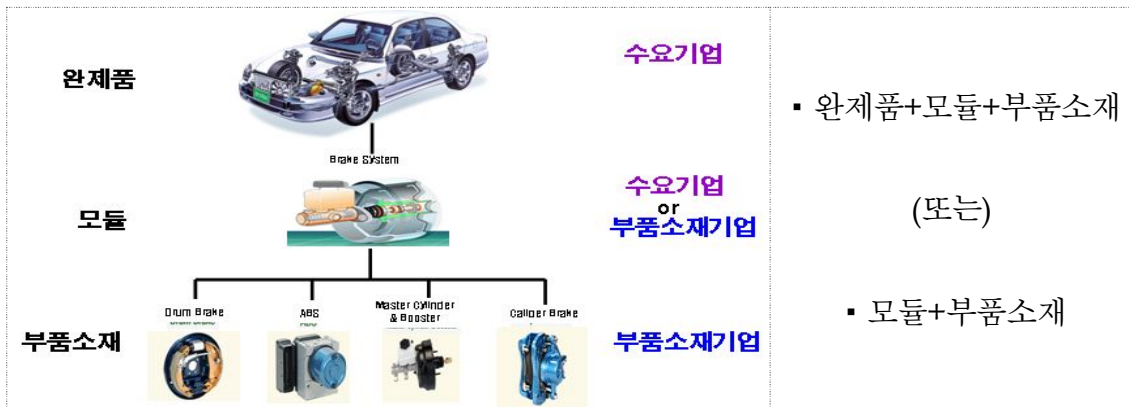 완제품
수요기업
Brake System
모듈
수요기업
or
부품소재기업
Drum Brake
ABS
Master Cylinder
& Booster
Caliper Brake
부품소재
부품소재기업
▪ 완제품+모듈+부품소재
(또는)
▪ 모듈+부품소재